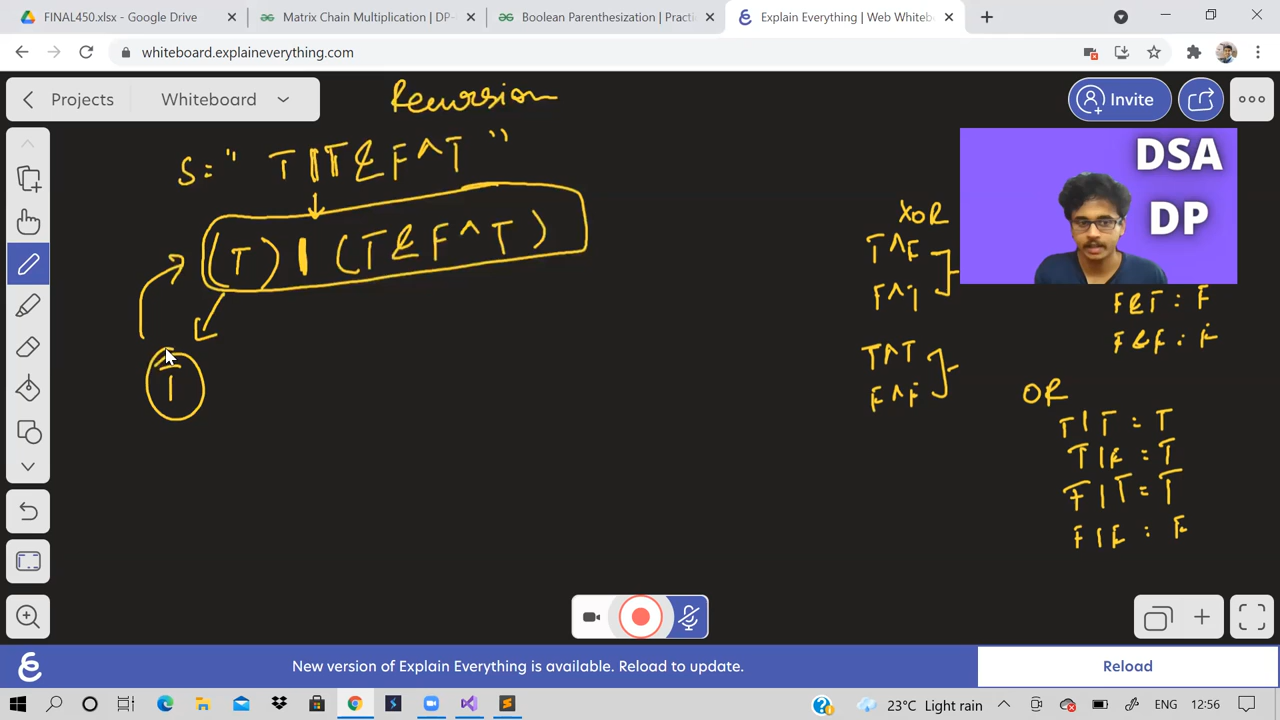 FINAL450.xlsx - Google Drive
Matrix Chain Multiplication | DP-
Boolean Parenthesization | Practi
Explain Everything | Web Whitebo
whiteboard.explaineverything.com
Projects
Whiteboard
Invite
Recursion
S = " T|T&F^T "
(T) | (T&F^T)
T
XOR
T^F
F^T
T^T
F^F
DSA
DP
F&T : F
F&F : F
OR
T|T = T
T|F = T
F|T = T
F|F : F
New version of Explain Everything is available. Reload to update.
Reload
23°C Light rain
ENG
12:56